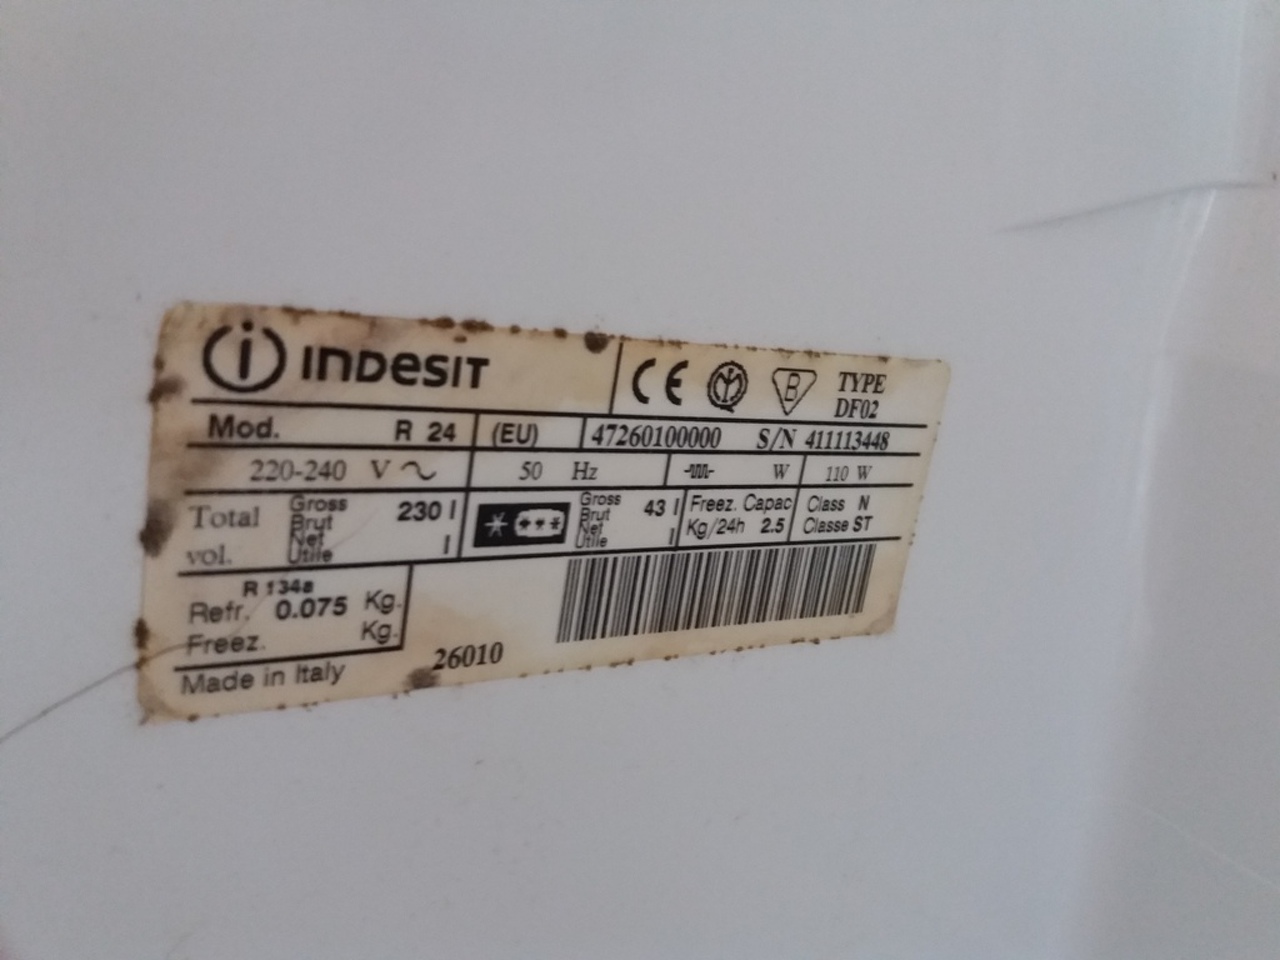 INDESIT CE B TYPE
DF02
Mod. R 24 (EU) 47260100000 S/N 411113448
220-240 V ~ 50 Hz W 110 W
Total vol. Gross 230 l Gross 43 l Freez. Capac Class N
Brut Brut Kg/24h 2.5 Classe ST
Net Net
Utile l Utile l
R 134a
Refr. 0.075 Kg.
Freez. Kg.
Made in Italy 26010